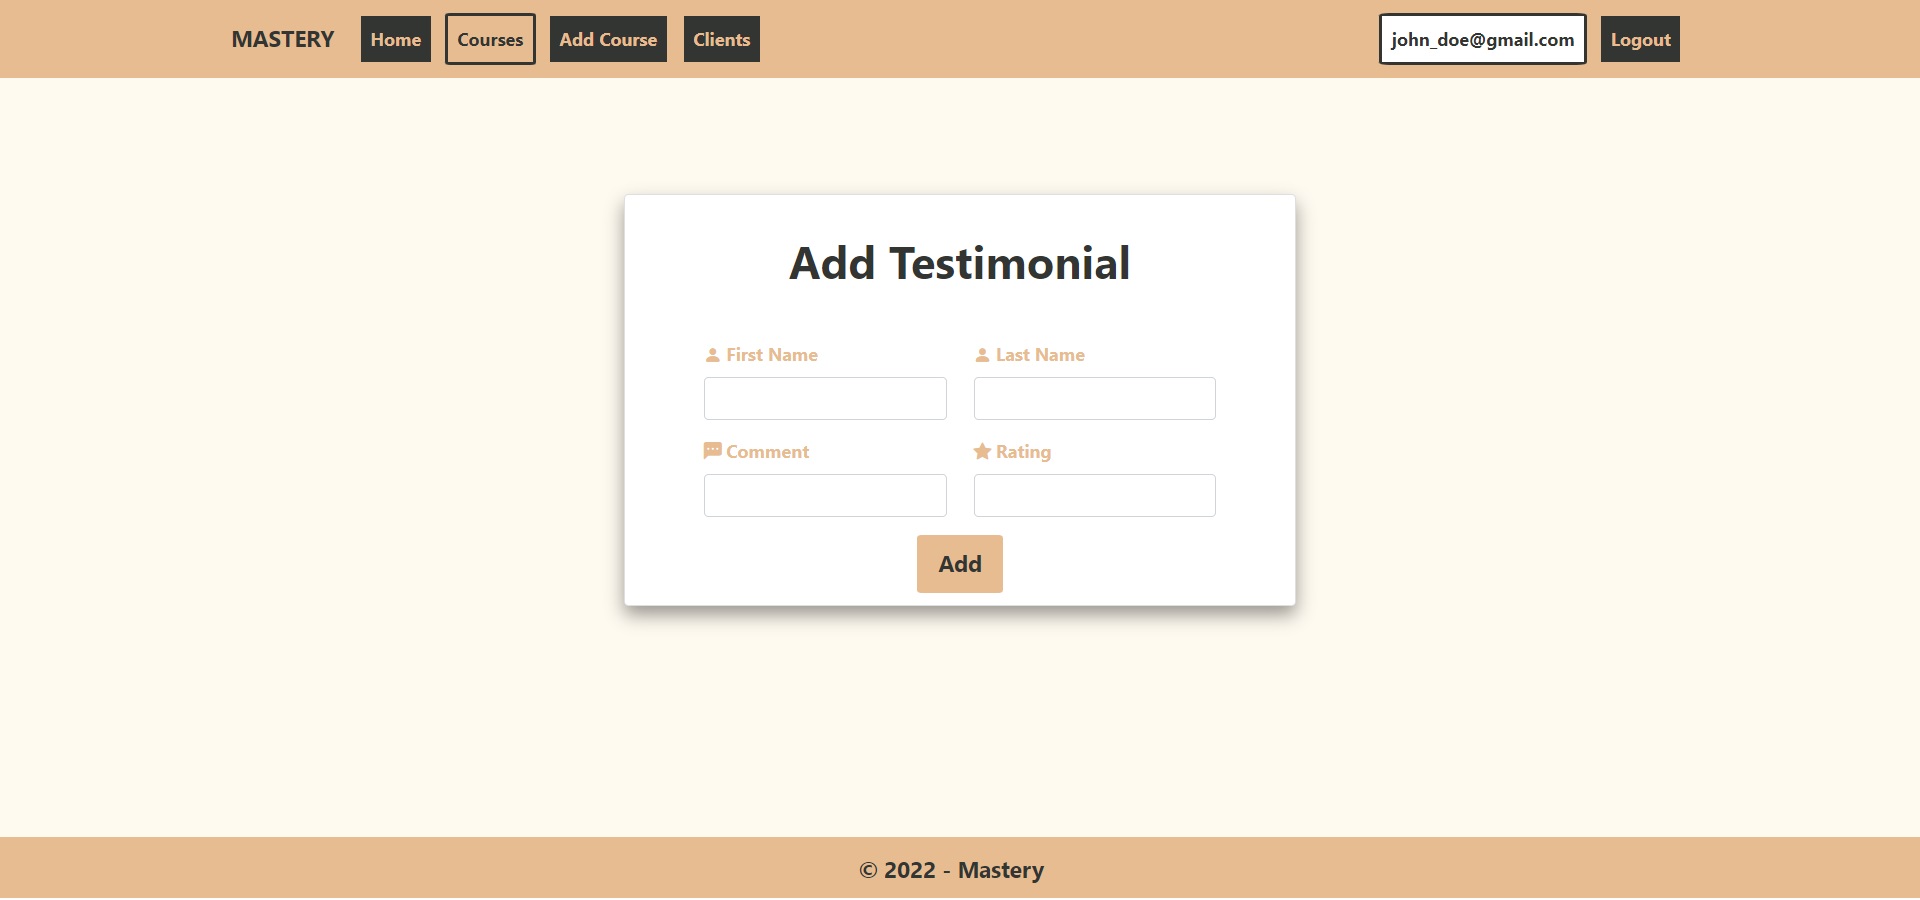 MASTERY Home Courses Add Course Clients john_doe@gmail.com Logout
Add Testimonial
First Name Last Name
Comment Rating
Add
© 2022 - Mastery